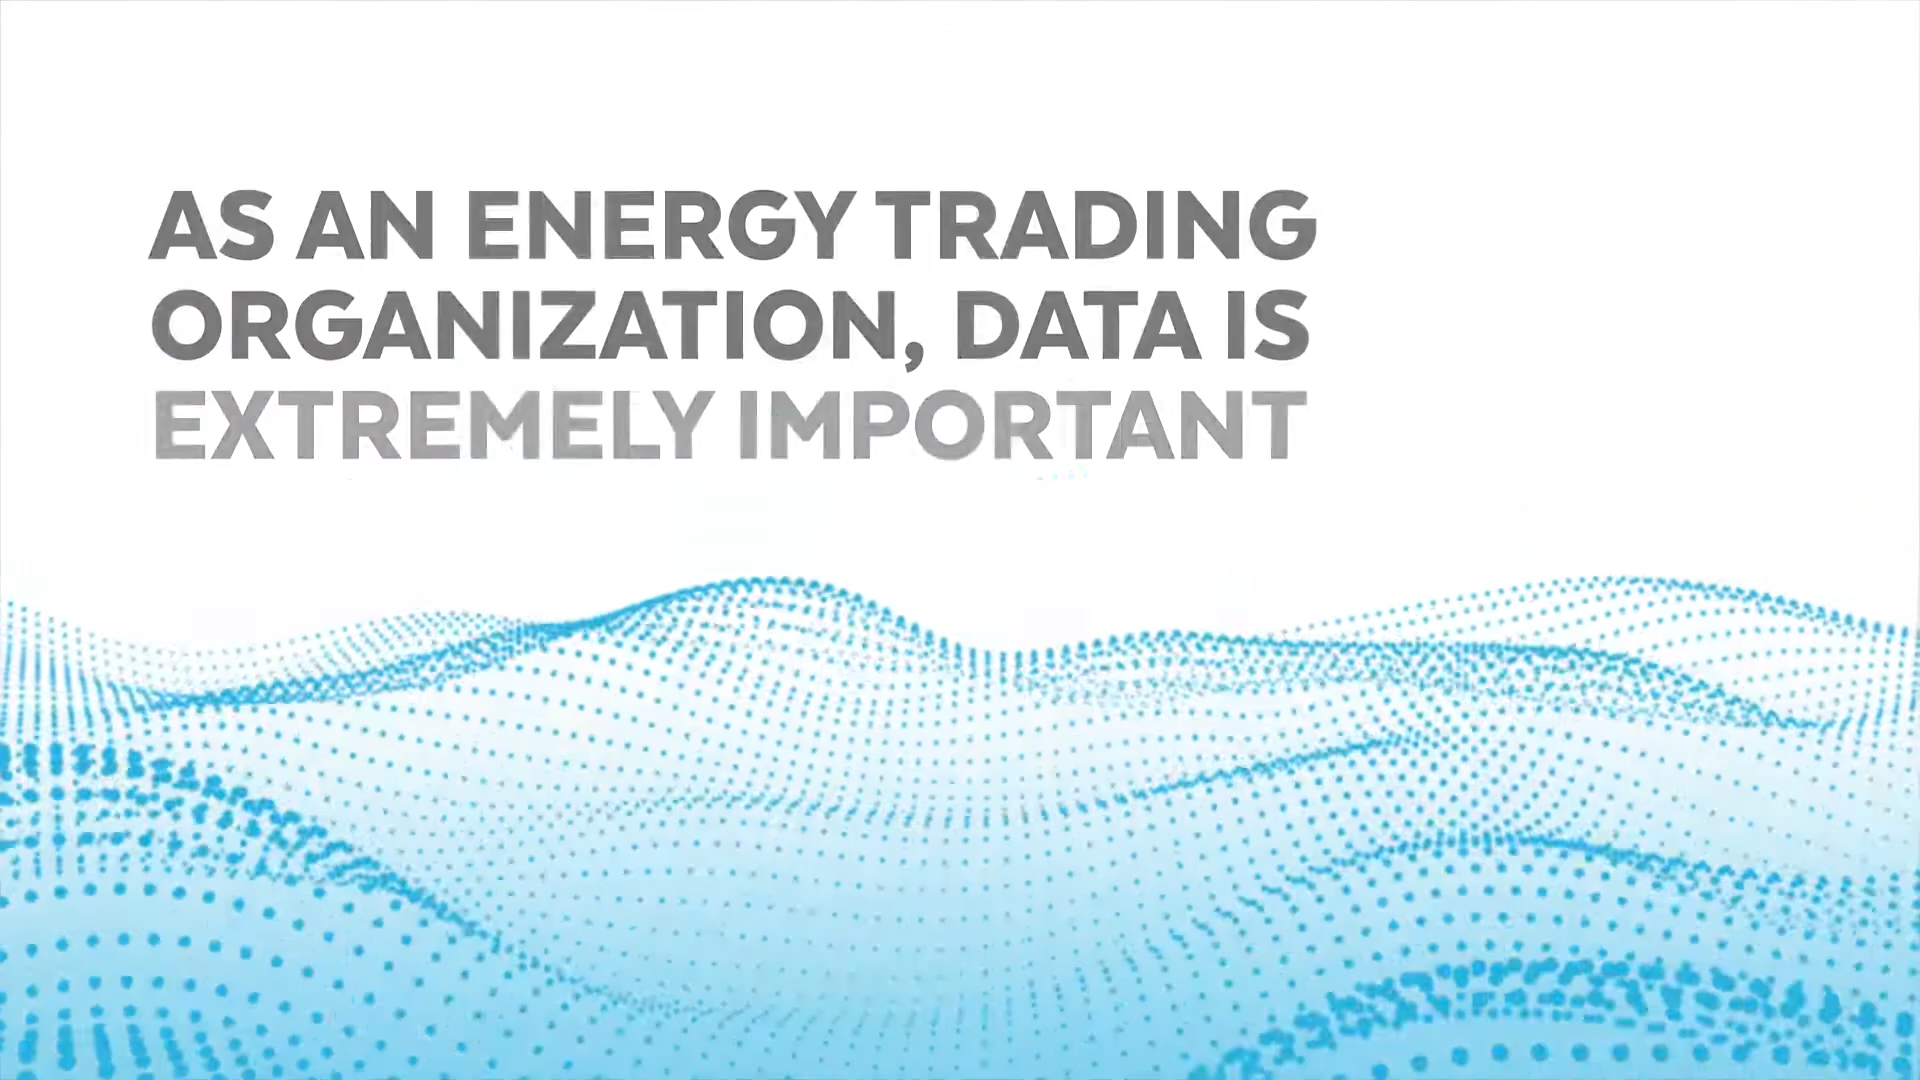 AS AN ENERGY TRADING
ORGANIZATION, DATA IS
EXTREMELY IMPORTANT